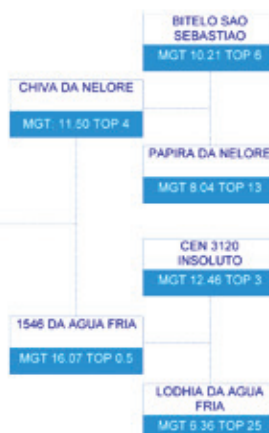 BITELO SAO
SEBASTIAO
MGT 10.21 TOP 6
CHIVA DA NELORE
MGT. 11.50 TOP 4
PAPIRA DA NELORE
MGT 8.04 TOP 13
CEN 3120
INSOLUTO
MGT 12.46 TOP 3
1546 DA AGUA FRIA
MGT 16.07 TOP 0.5
LODHIA DA AGUA
FRIA
MGT 6.36 TOP 25